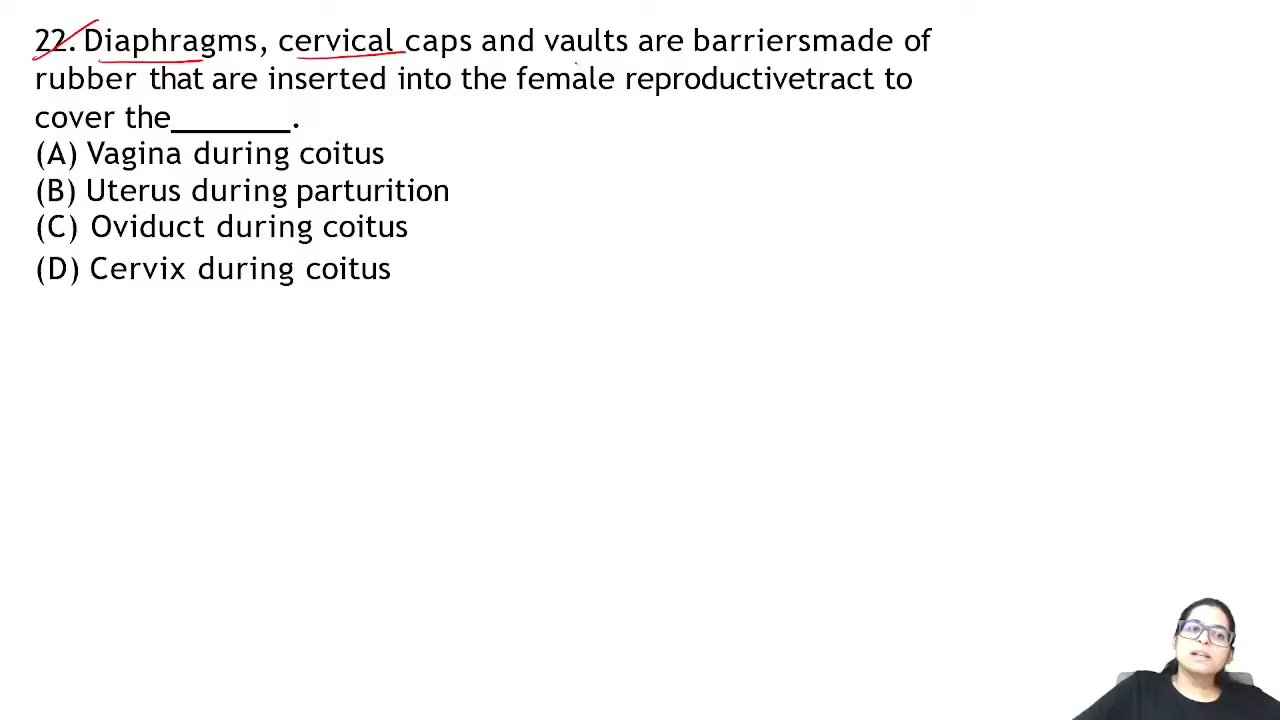 22. Diaphragms, cervical caps and vaults are barriersmade of
rubber that are inserted into the female reproductivetract to
cover the_______.
(A) Vagina during coitus
(B) Uterus during parturition
(C) Oviduct during coitus
(D) Cervix during coitus